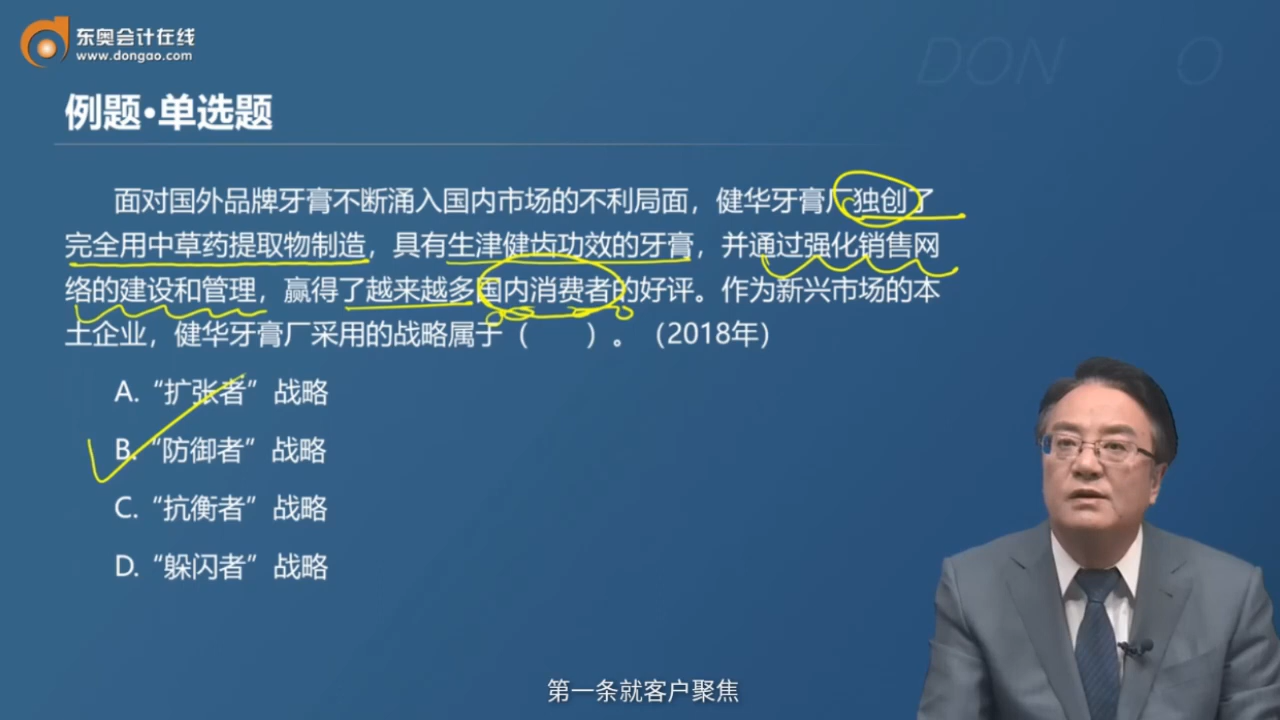 东奥会计在线
www.dongao.com
DON O
例题·单选题
面对国外品牌牙膏不断涌入国内市场的不利局面，健华牙膏厂独创了
完全用中草药提取物制造，具有生津健齿功效的牙膏，并通过强化销售网
络的建设和管理，赢得了越来越多国内消费者的好评。作为新兴市场的本
土企业，健华牙膏厂采用的战略属于（　　）。（2018年）
A.“扩张者”战略
B.“防御者”战略
C.“抗衡者”战略
D.“躲闪者”战略
第一条就客户聚焦